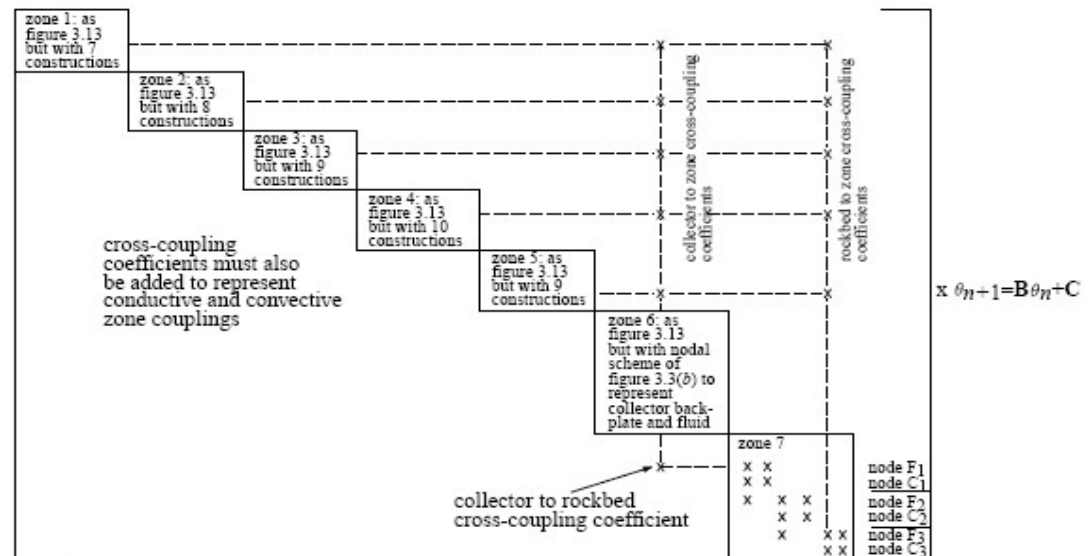 zone 1: as
figure 3.13
but with 7
constructions
zone 2: as
figure 3.13
but with 8
constructions
zone 3: as
figure 3.13
but with 9
constructions
zone 4: as
figure 3.13
but with 10
constructions
zone 5: as
figure 3.13
but with 9
constructions
zone 6: as
figure 3.13
but with nodal
scheme of
figure 3.3(b) to
represent
collector back-
plate and fluid
zone 7
cross-coupling
coefficients must also
be added to represent
conductive and convective
zone couplings
collector to zone cross-coupling
coefficients
rockbed to zone cross-coupling
coefficients
x θn+1=Bθn+C
collector to rockbed
cross-coupling coefficient
x
x
x
x
x
x
x
x
x
x
x
x x
x x
x x x
x x
x x x
x x
node F1
node C1
node F2
node C2
node F3
node C3